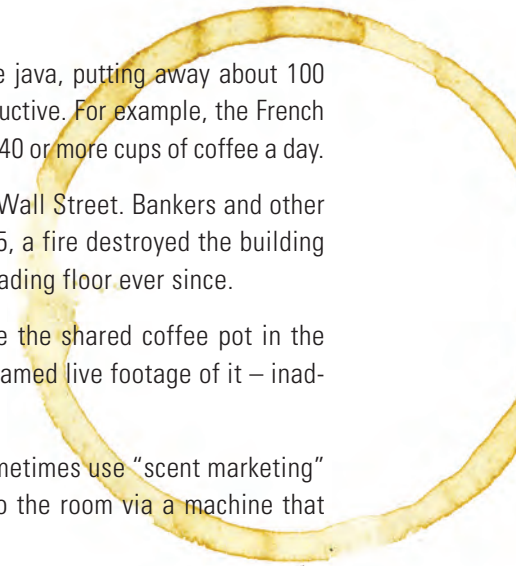 e java, putting away about 100
uctive. For example, the French
40 or more cups of coffee a day.
Wall Street. Bankers and other
5, a fire destroyed the building
ading floor ever since.
e the shared coffee pot in the
amed live footage of it – inad-
metimes use “scent marketing”
o the room via a machine that